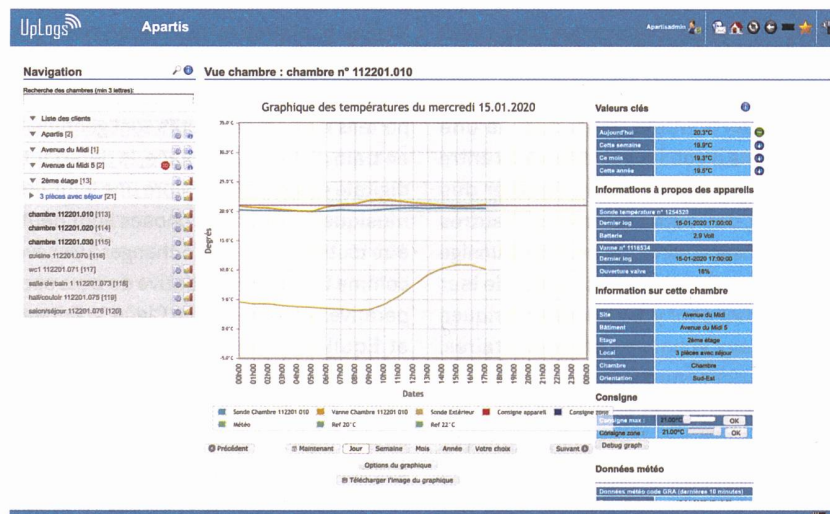 UpLogs
Apartis
Apartisadmin
Navigation
Recherche des chambres (min 3 lettres):
Liste des clients
Apartis [2]
Avenue du Midi [1]
Avenue du Midi 5 [2]
2ème étage [13]
3 pièces avec séjour [21]
chambre 112201.010 [113]
chambre 112201.020 [114]
chambre 112201.030 [115]
cuisine 112201.070 [116]
wc1 112201.071 [117]
salle de bain 1 112201.073 [118]
hall/couloir 112201.075 [119]
salon/séjour 112201.076 [120]
Vue chambre : chambre n° 112201.010
Graphique des températures du mercredi 15.01.2020
Degrés
35.0°C
30.0°C
25.0°C
20.0°C
15.0°C
10.0°C
5.0°C
0.0°C
-5.0°C
00h00 01h00 02h00 03h00 04h00 05h00 06h00 07h00 08h00 09h00 10h00 11h00 12h00 13h00 14h00 15h00 16h00 17h00 18h00 19h00 20h00 21h00 22h00 23h00 00h00
Dates
Sonde Chambre 112201 010 Vanne Chambre 112201 010 Sonde Extérieur Consigne appareil Consigne zone
Météo Ref 20°C Ref 22°C
Précédent Maintenant Jour Semaine Mois Année Votre choix Suivant
Options du graphique
Télécharger l'image du graphique
Valeurs clés
Aujourd'hui 20.3°C
Cette semaine 19.9°C
Ce mois 19.3°C
Cette année 19.5°C
Informations à propos des appareils
Sonde température n° 1254523
Dernier log 15-01-2020 17:00:00
Batterie 2.9 Volt
Vanne n° 1116534
Dernier log 15-01-2020 17:00:00
Ouverture valve 16%
Information sur cette chambre
Site Avenue du Midi
Bâtiment Avenue du Midi 5
Etage 2ème étage
Local 3 pièces avec séjour
Chambre Chambre
Orientation Sud-Est
Consigne
Consigne max : 21.00°C OK
Consigne zone : 21.00°C OK
Debug graph
Données météo
Données météo code GRA (dernières 10 minutes)